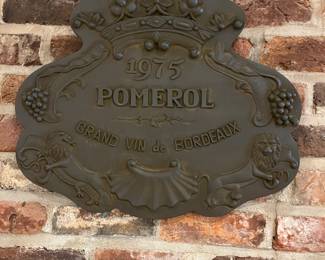 1975
POMEROL
GRAND VIN de BORDEAUX